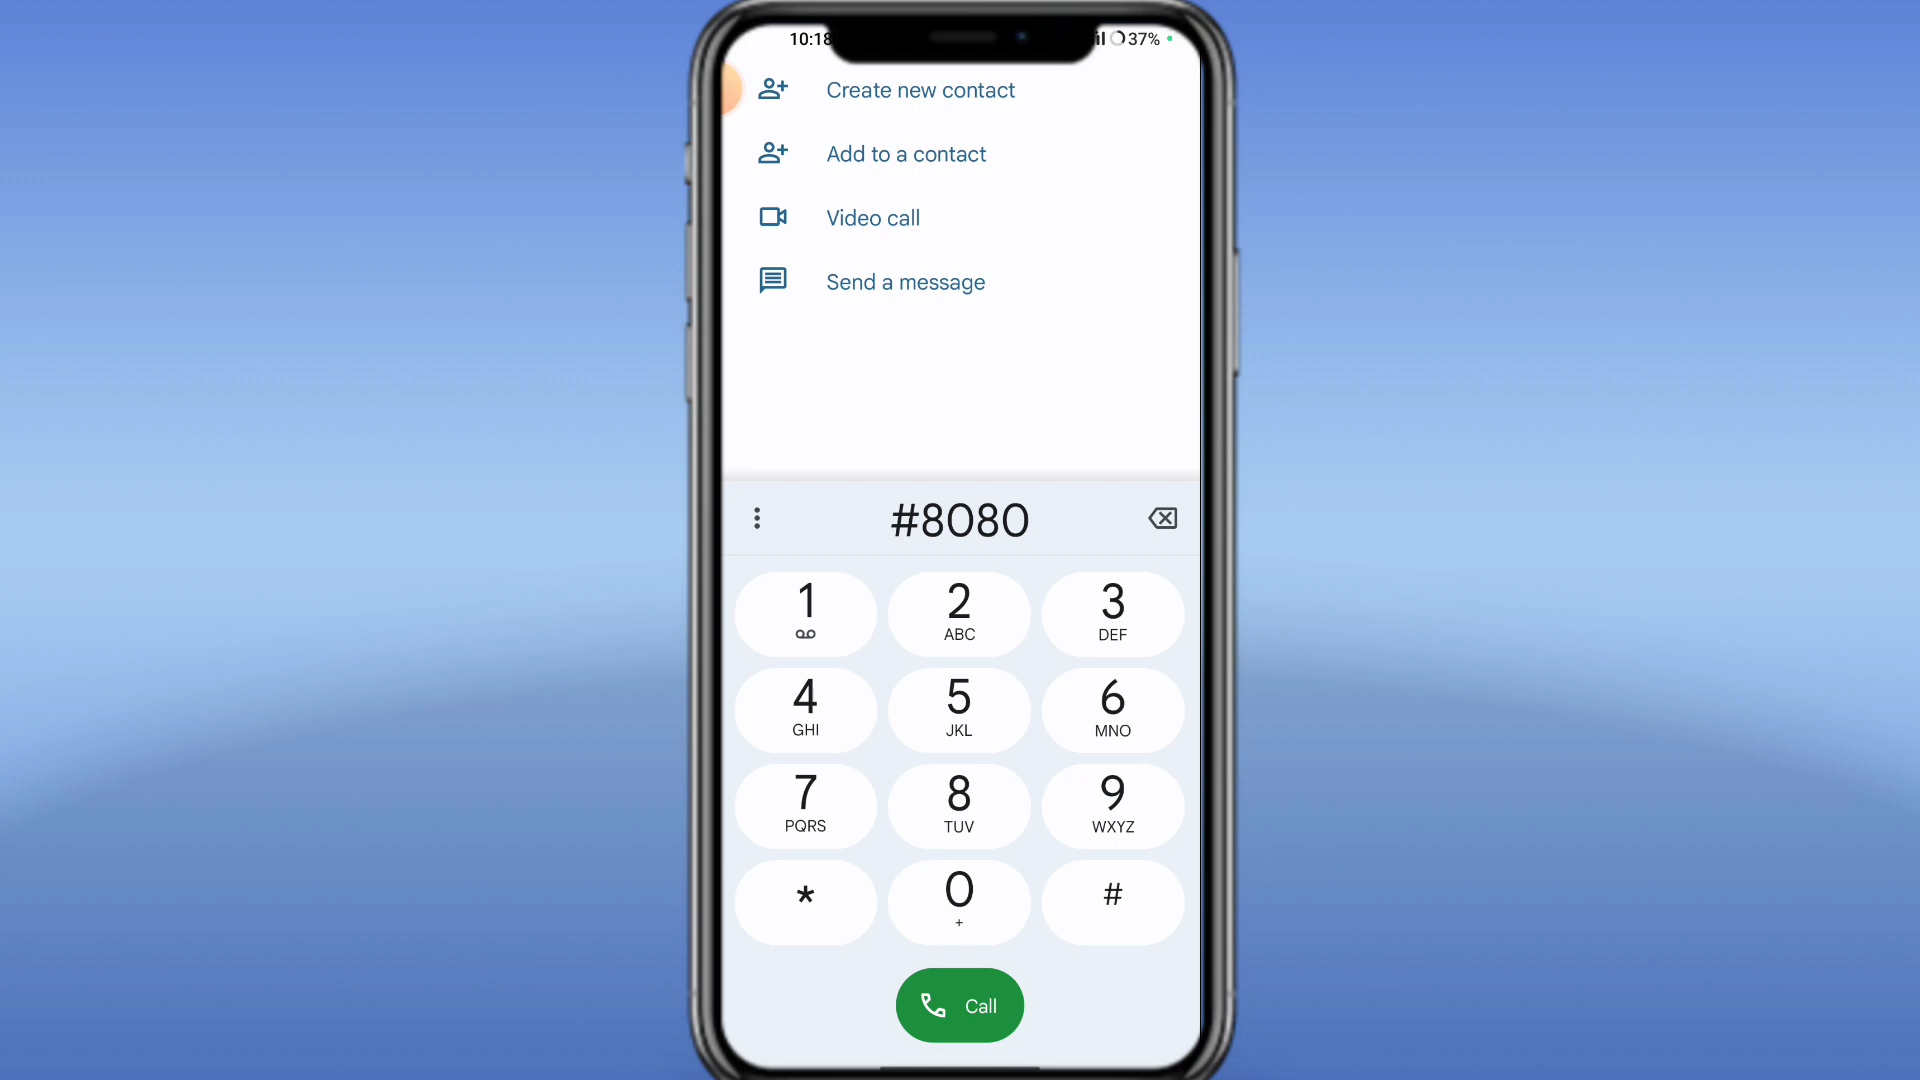 10:18 37%
Create new contact
Add to a contact
Video call
Send a message
#8080
1 2 3
ABC DEF
4 5 6
GHI JKL MNO
7 8 9
PQRS TUV WXYZ
* 0 #
+
Call